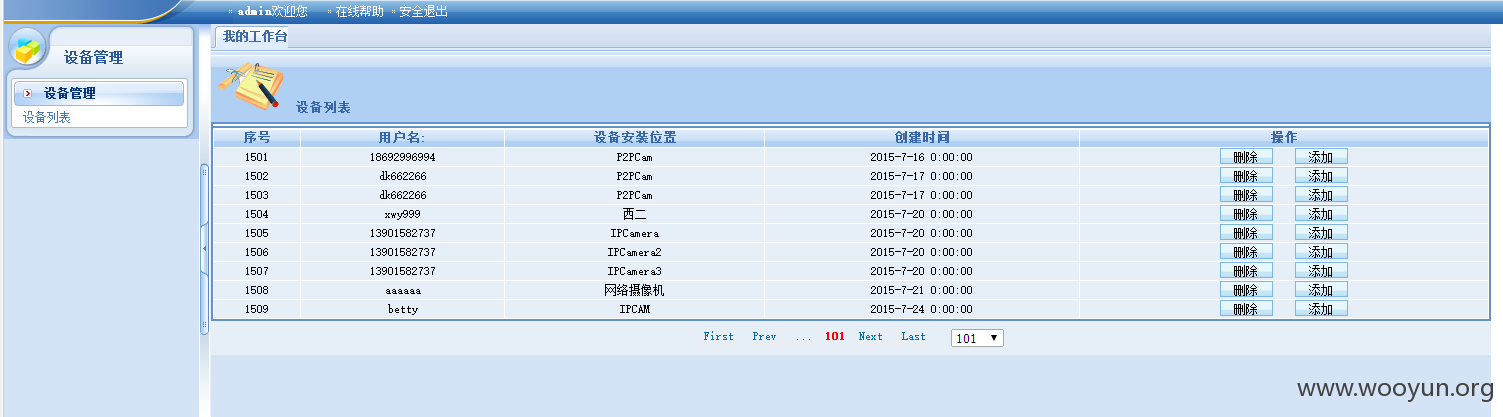 admin欢迎您 在线帮助 安全退出
设备管理
设备管理
设备列表
我的工作台
设备列表
序号 用户名: 设备安装位置 创建时间 操作
1501 18692996994 P2PCam 2015-7-16 0:00:00 删除 添加
1502 dk662266 P2PCam 2015-7-17 0:00:00 删除 添加
1503 dk662266 P2PCam 2015-7-17 0:00:00 删除 添加
1504 xwy999 西二 2015-7-20 0:00:00 删除 添加
1505 13901582737 IPCamera 2015-7-20 0:00:00 删除 添加
1506 13901582737 IPCamera2 2015-7-20 0:00:00 删除 添加
1507 13901582737 IPCamera3 2015-7-20 0:00:00 删除 添加
1508 aaaaaa 网络摄像机 2015-7-21 0:00:00 删除 添加
1509 betty IPCAM 2015-7-24 0:00:00 删除 添加
First Prev ... 101 Next Last 101
www.wooyun.org